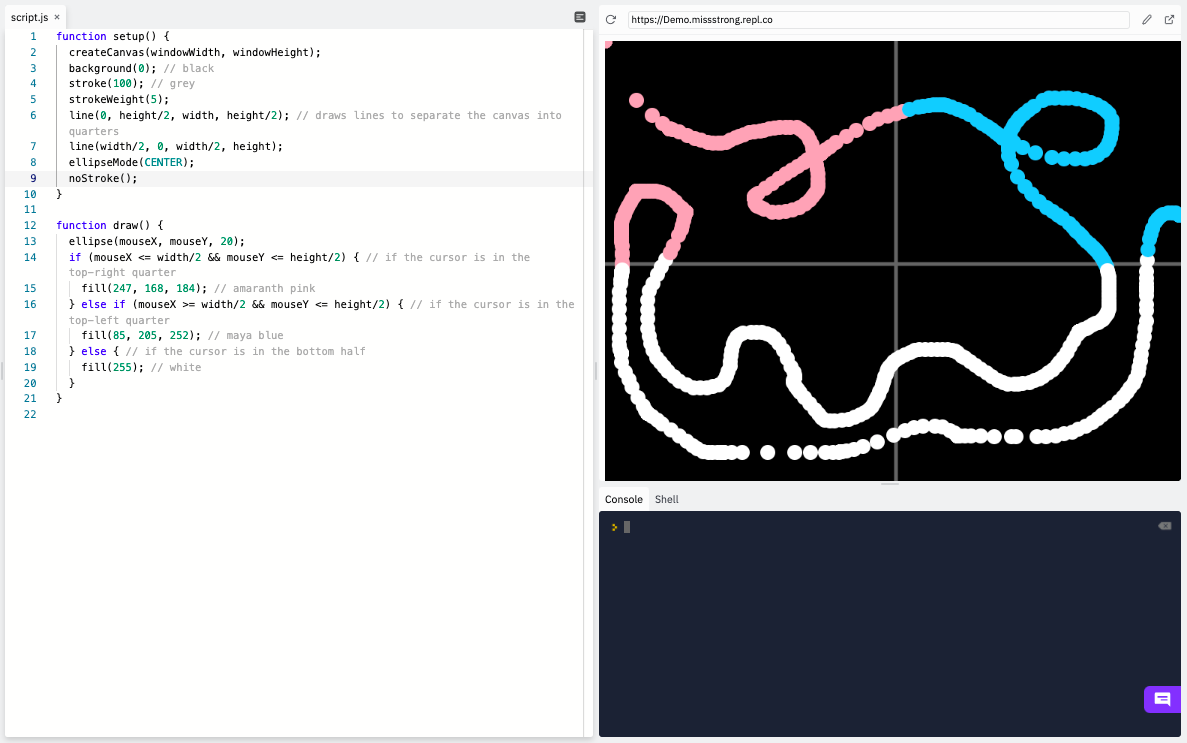 script.js ×
https://Demo.missstrong.repl.co
1 function setup() {
2 createCanvas(windowWidth, windowHeight);
3 background(0); // black
4 stroke(100); // grey
5 strokeWeight(5);
6 line(0, height/2, width, height/2); // draws lines to separate the canvas into
quarters
7 line(width/2, 0, width/2, height);
8 ellipseMode(CENTER);
9 noStroke();
10 }
11
12 function draw() {
13 ellipse(mouseX, mouseY, 20);
14 if (mouseX <= width/2 && mouseY <= height/2) { // if the cursor is in the
top-right quarter
15 fill(247, 168, 184); // amaranth pink
16 } else if (mouseX >= width/2 && mouseY <= height/2) { // if the cursor is in the
top-left quarter
17 fill(85, 205, 252); // maya blue
18 } else { // if the cursor is in the bottom half
19 fill(255); // white
20 }
21 }
22
Console Shell